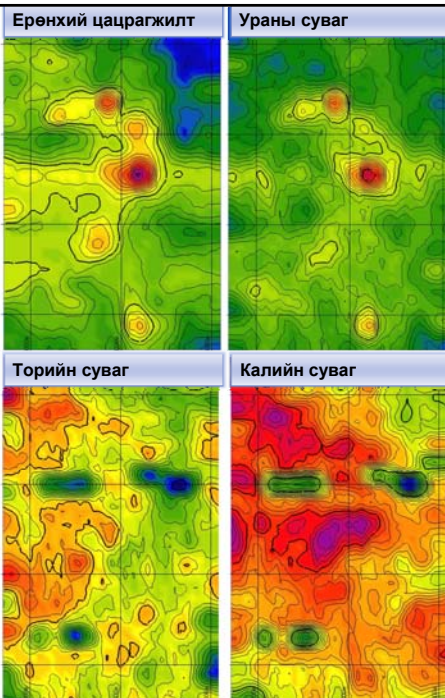 Ерөнхий цацрагжилт
Ураны суваг
Торийн суваг
Калийн суваг